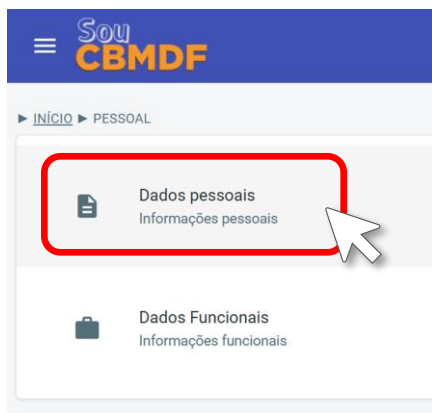 Sou
CBMDF
► INÍCIO ► PESSOAL
Dados pessoais
Informações pessoais
Dados Funcionais
Informações funcionais